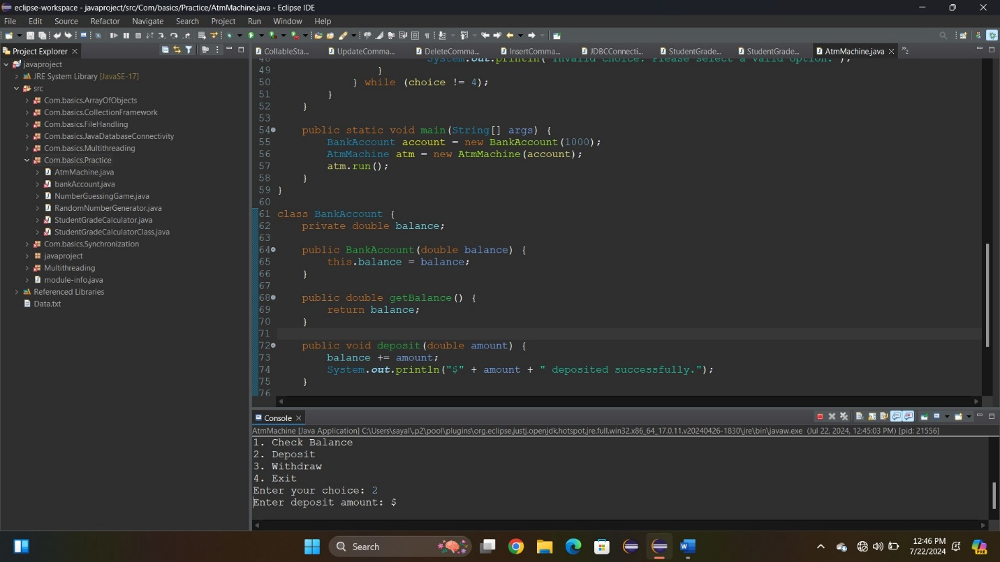 eclipse-workspace - javaproject/src/Com/basics/Practice/AtmMachine.java - Eclipse IDE
File Edit Source Refactor Navigate Search Project Run Window Help
Project Explorer
javaproject
JRE System Library [JavaSE-17]
src
Com.basics.ArrayOfObjects
Com.basics.CollectionFramework
Com.basics.FileHandling
Com.basics.JavaDatabaseConnectivity
Com.basics.Multithreading
Com.basics.Practice
AtmMachine.java
bankAccount.java
NumberGuessingGame.java
RandomNumberGenerator.java
StudentGradeCalculator.java
StudentGradeCalculatorClass.java
Com.basics.Synchronization
javaproject
Multithreading
module-info.java
Referenced Libraries
Data.txt
CollableSta... UpdateComma... DeleteComma... InsertComma... JDBCConnecti... StudentGrade... StudentGrade... AtmMachine.java "2
48 System.out.println("Invalid choice. Please select a valid option.");
49 }
50 } while (choice != 4);
51 }
52 }
53
54 public static void main(String[] args) {
55 BankAccount account = new BankAccount(1000);
56 AtmMachine atm = new AtmMachine(account);
57 atm.run();
58 }
59 }
60
61 class BankAccount {
62 private double balance;
63
64 public BankAccount(double balance) {
65 this.balance = balance;
66 }
67
68 public double getBalance() {
69 return balance;
70 }
71
72 public void deposit(double amount) {
73 balance += amount;
74 System.out.println("$" + amount + " deposited successfully.");
75 }
76
Console
AtmMachine [Java Application] C:\Users\sayal\.p2\pool\plugins\org.eclipse.justj.openjdk.hotspot.jre.full.win32.x86_64_17.0.11.v20240426-1830\jre\bin\javaw.exe (Jul 22, 2024, 12:45:03 PM) [pid: 21556]
1. Check Balance
2. Deposit
3. Withdraw
4. Exit
Enter your choice: 2
Enter deposit amount: $
Search
12:46 PM
7/22/2024
PRE